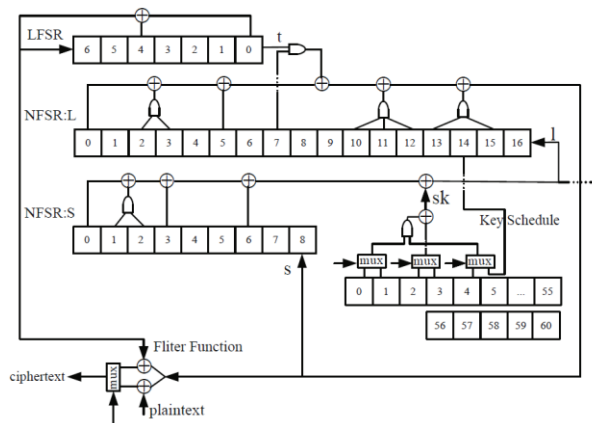 LFSR
6 5 4 3 2 1 0
t
NFSR:L
0 1 2 3 4 5 6 7 8 9 10 11 12 13 14 15 16
l
NFSR:S
0 1 2 3 4 5 6 7 8
s
sk
Key Schedule
mux mux mux
0 1 2 3 4 5 ... 55
56 57 58 59 60
Fliter Function
ciphertext
mux
plaintext